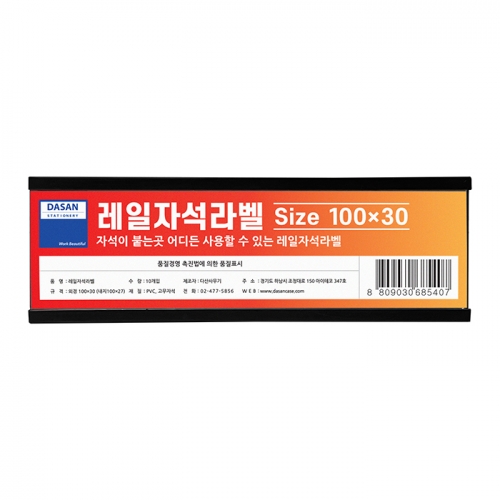 DASAN
STATIONERY
Work Beautiful
레일자석라벨 Size 100×30
자석이 붙는곳 어디든 사용할 수 있는 레일자석라벨
품질경영 촉진법에 의한 품질표시
품 명 : 레일자석라벨 수 량 : 10개입 제조자 : 다산사무기 주 소 : 경기도 하남시 조정대로 150 아이테코 347호
규 격 : 외경 100×30 (내지100×27) 재 질 : PVC, 고무자석 전 화 : 02-477-5856 W E B : www.dasancase.com
8 809030 685407